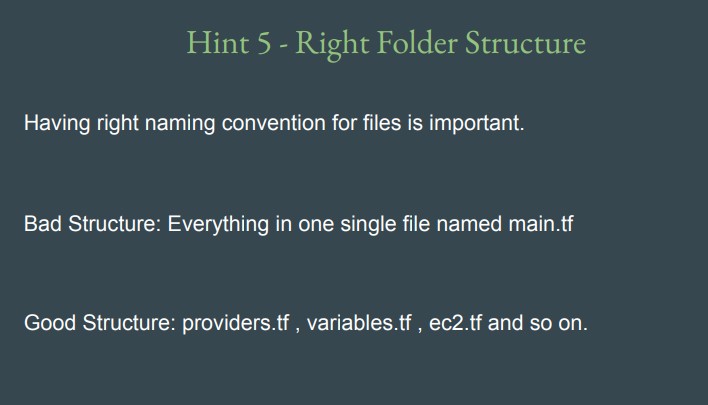 Hint 5 - Right Folder Structure
Having right naming convention for files is important.
Bad Structure: Everything in one single file named main.tf
Good Structure: providers.tf , variables.tf , ec2.tf and so on.